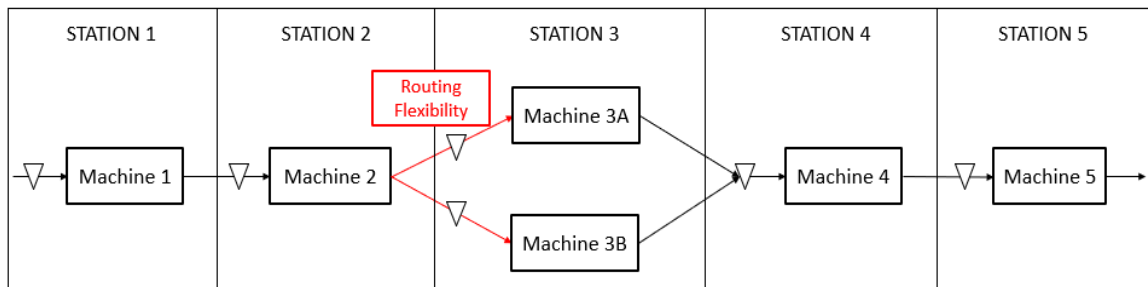 STATION 1
STATION 2
STATION 3
STATION 4
STATION 5
Routing
Flexibility
Machine 3A
Machine 1
Machine 2
Machine 4
Machine 5
Machine 3B